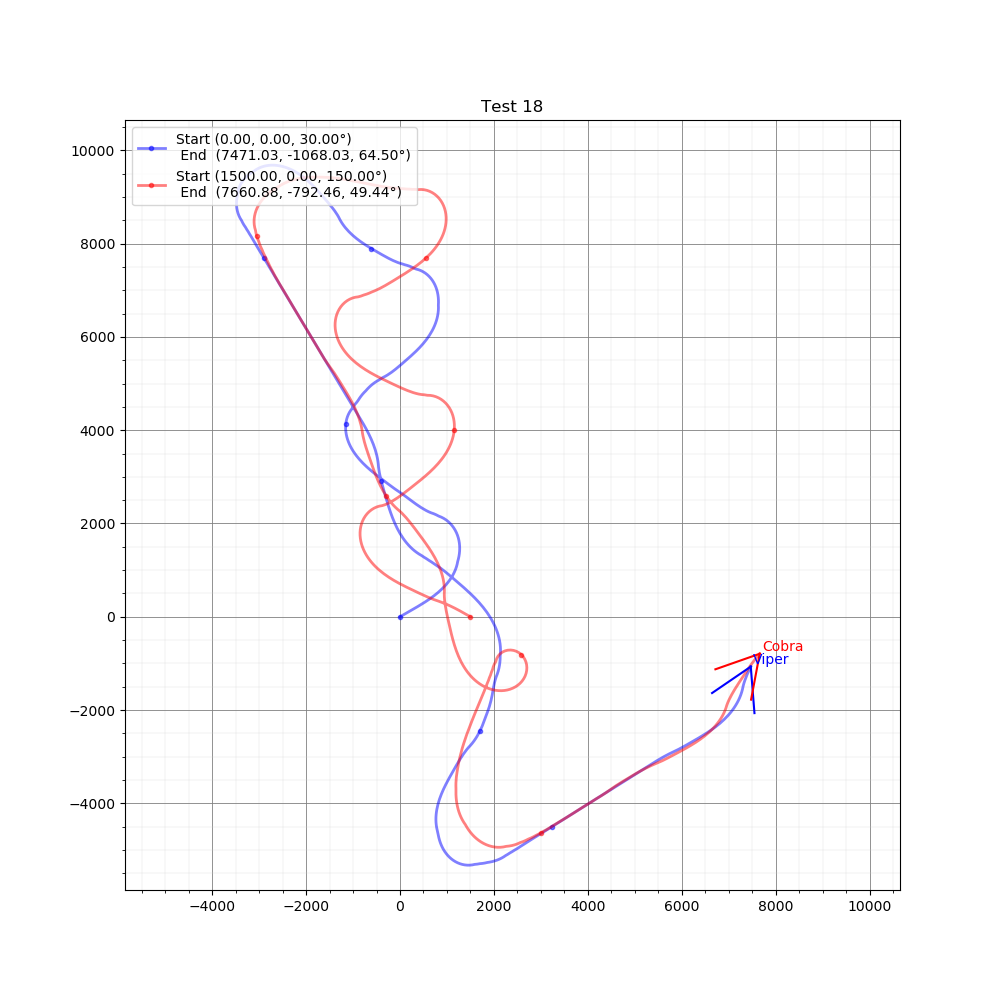 Test 18
Start (0.00, 0.00, 30.00°)
End  (7471.03, -1068.03, 64.50°)
Start (1500.00, 0.00, 150.00°)
End  (7660.88, -792.46, 49.44°)
10000
8000
6000
4000
2000
0
−2000
−4000
Cobra
Viper
−4000 −2000 0 2000 4000 6000 8000 10000